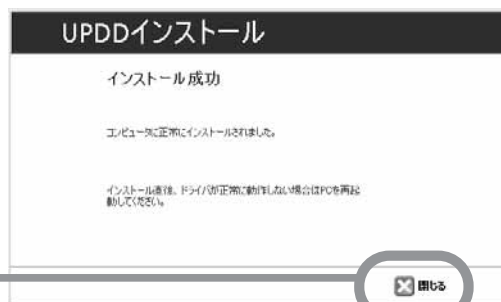 UPDDインストール
インストール成功
コンピュータに正常にインストールされました。
インストール直後、ドライバが正常に動作しない場合はPCを再起
動してください。
閉じる